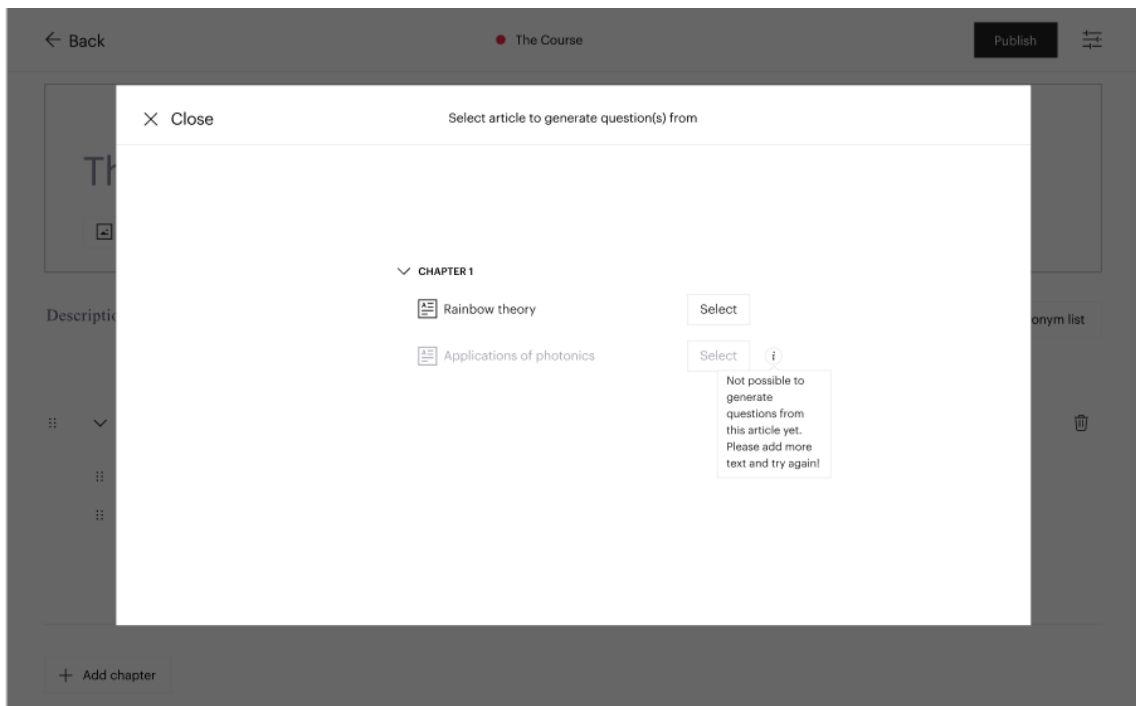 Back
The Course
Publish
Close
Select article to generate question(s) from
Th
CHAPTER 1
Rainbow theory
Select
Descriptio
onym list
Applications of photonics
Select
i
Not possible to
generate
questions from
this article yet.
Please add more
text and try again!
Add chapter